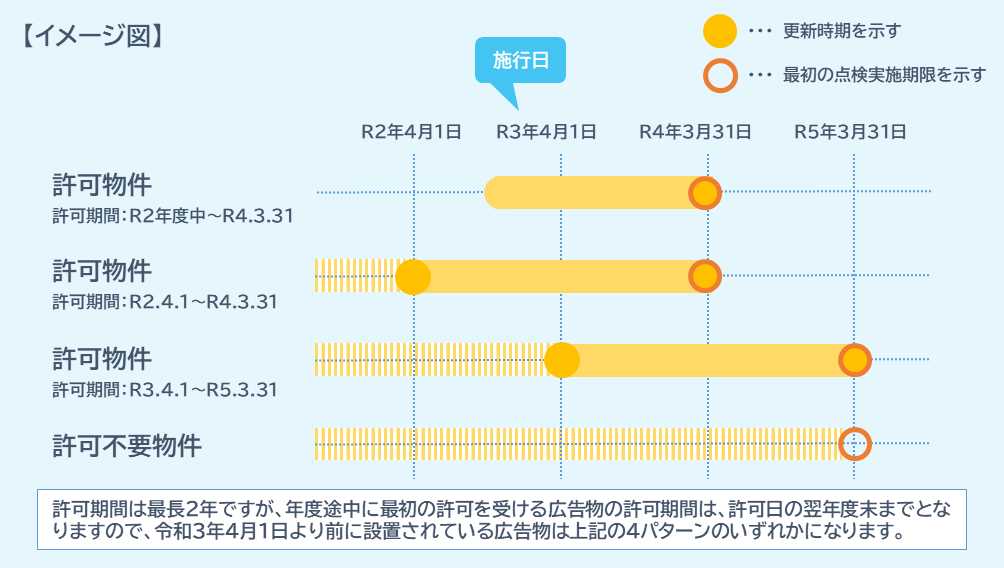 【イメージ図】
・・・ 更新時期を示す
・・・ 最初の点検実施期限を示す
施行日
R2年4月1日 R3年4月1日 R4年3月31日 R5年3月31日
許可物件
許可期間：R2年度中～R4.3.31
許可物件
許可期間：R2.4.1～R4.3.31
許可物件
許可期間：R3.4.1～R5.3.31
許可不要物件
許可期間は最長2年ですが、年度途中に最初の許可を受ける広告物の許可期間は、許可日の翌年度末までとな
りますので、令和3年4月1日より前に設置されている広告物は上記の4パターンのいずれかになります。